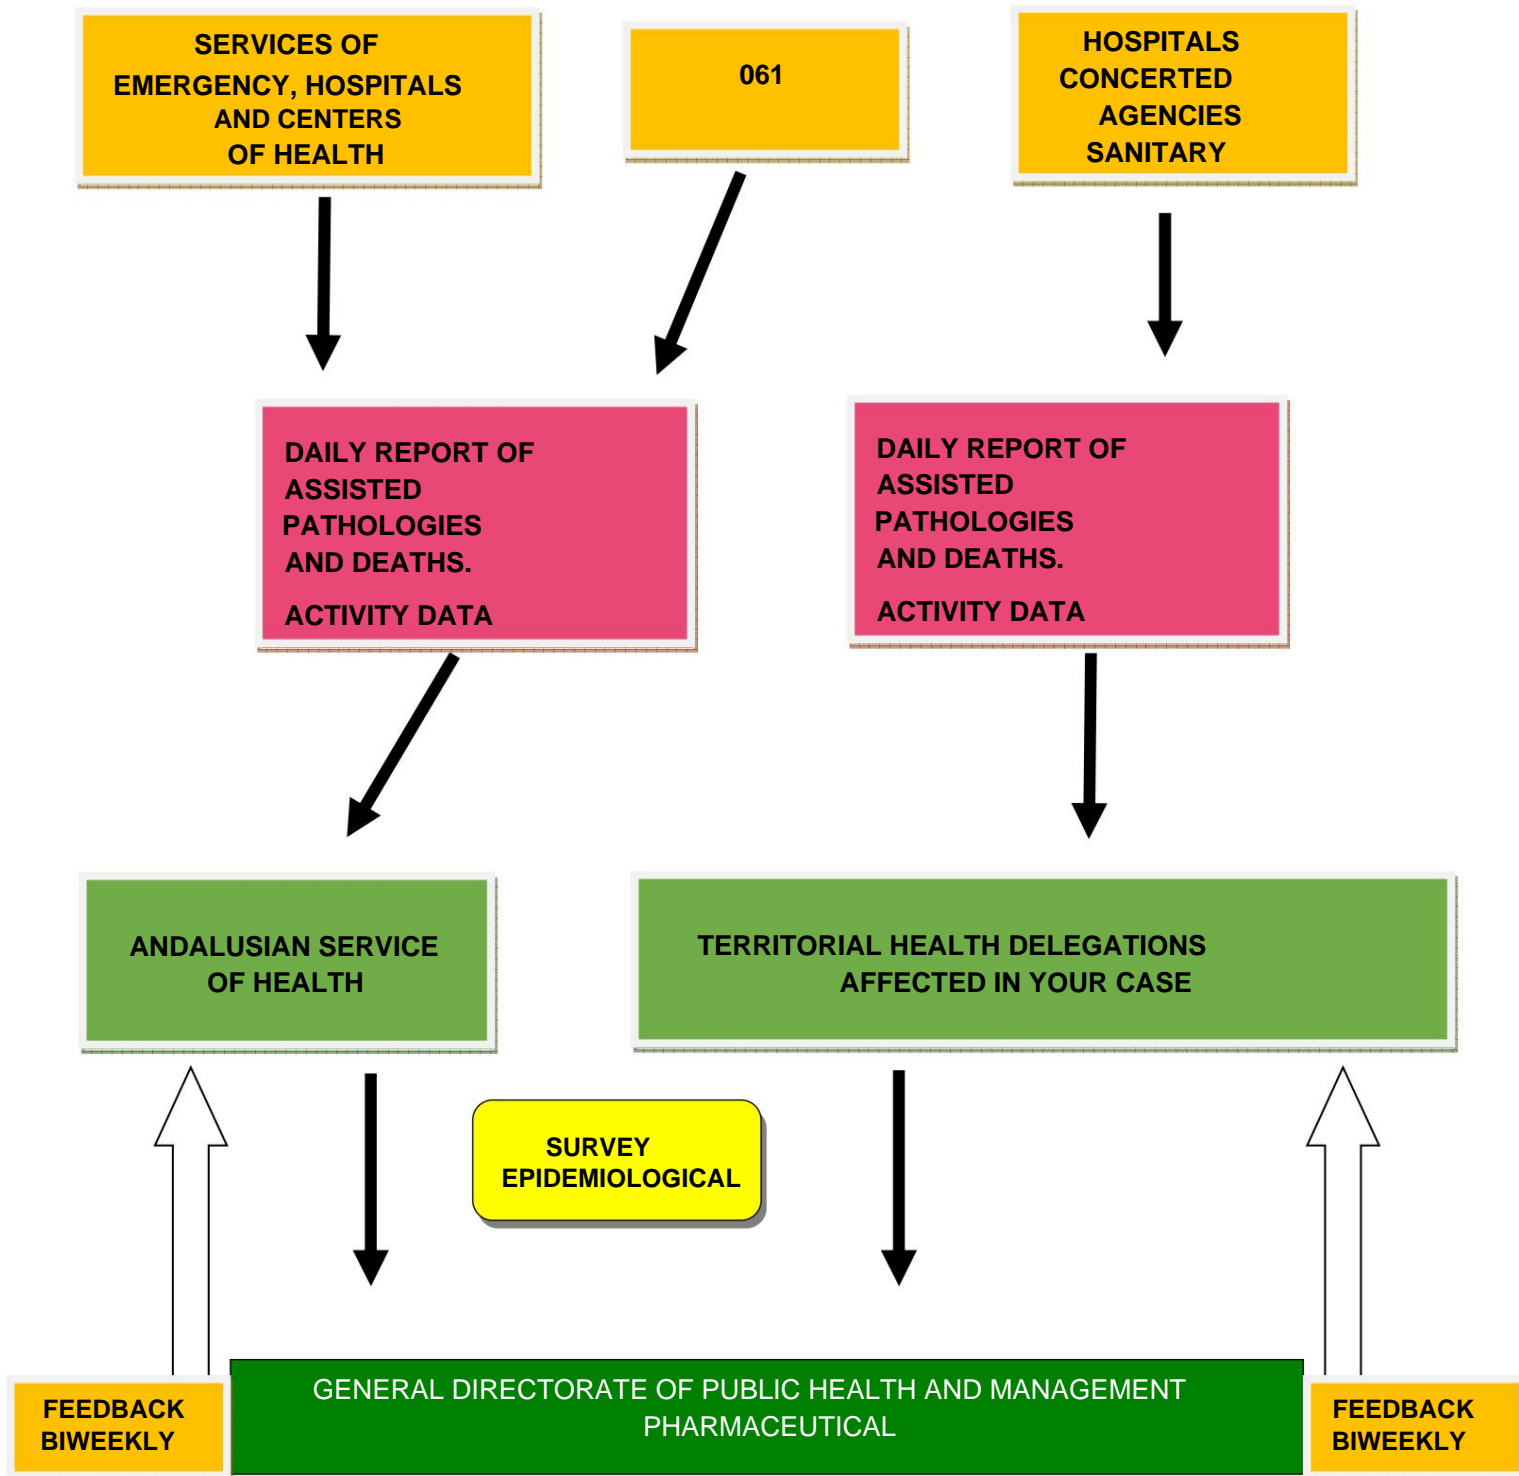 SERVICES OF
EMERGENCY, HOSPITALS
AND CENTERS
OF HEALTH
061
HOSPITALS
CONCERTED
AGENCIES
SANITARY
DAILY REPORT OF
ASSISTED
PATHOLOGIES
AND DEATHS.
ACTIVITY DATA
DAILY REPORT OF
ASSISTED
PATHOLOGIES
AND DEATHS.
ACTIVITY DATA
ANDALUSIAN SERVICE
OF HEALTH
TERRITORIAL HEALTH DELEGATIONS
AFFECTED IN YOUR CASE
SURVEY
EPIDEMIOLOGICAL
FEEDBACK
BIWEEKLY
GENERAL DIRECTORATE OF PUBLIC HEALTH AND MANAGEMENT
PHARMACEUTICAL
FEEDBACK
BIWEEKLY